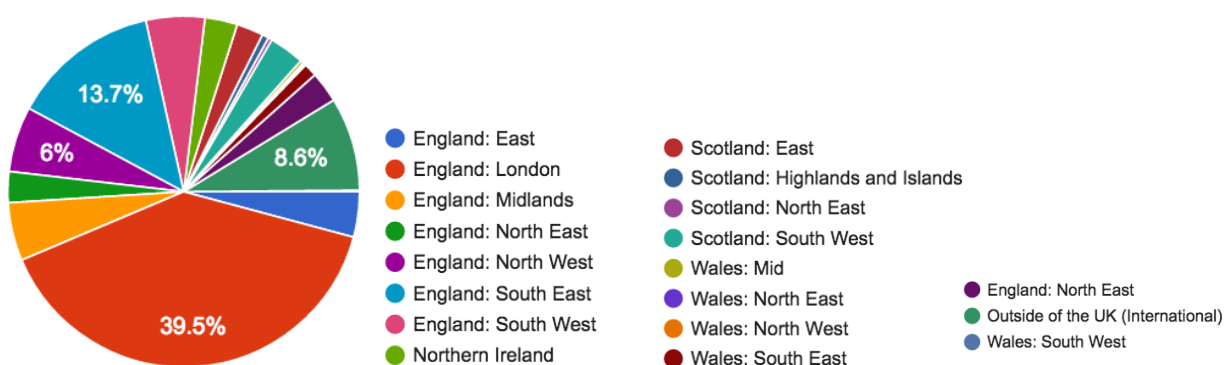 13.7%
6%
8.6%
39.5%
England: East
England: London
England: Midlands
England: North East
England: North West
England: South East
England: South West
Northern Ireland
Scotland: East
Scotland: Highlands and Islands
Scotland: North East
Scotland: South West
Wales: Mid
Wales: North East
Wales: North West
Wales: South East
England: North East
Outside of the UK (International)
Wales: South West